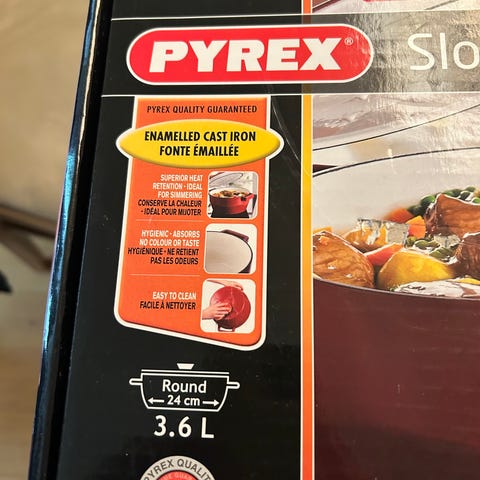 PYREX®
Slo
PYREX QUALITY GUARANTEED
ENAMELLED CAST IRON
FONTE ÉMAILLÉE
SUPERIOR HEAT
RETENTION - IDEAL
FOR SIMMERING
CONSERVE LA CHALEUR
- IDÉAL POUR MIJOTER
HYGIENIC - ABSORBS
NO COLOUR OR TASTE
HYGIÉNIQUE - NE RETIENT
PAS LES ODEURS
EASY TO CLEAN
FACILE À NETTOYER
Round
24 cm
3.6 L
PYREX QUALIT